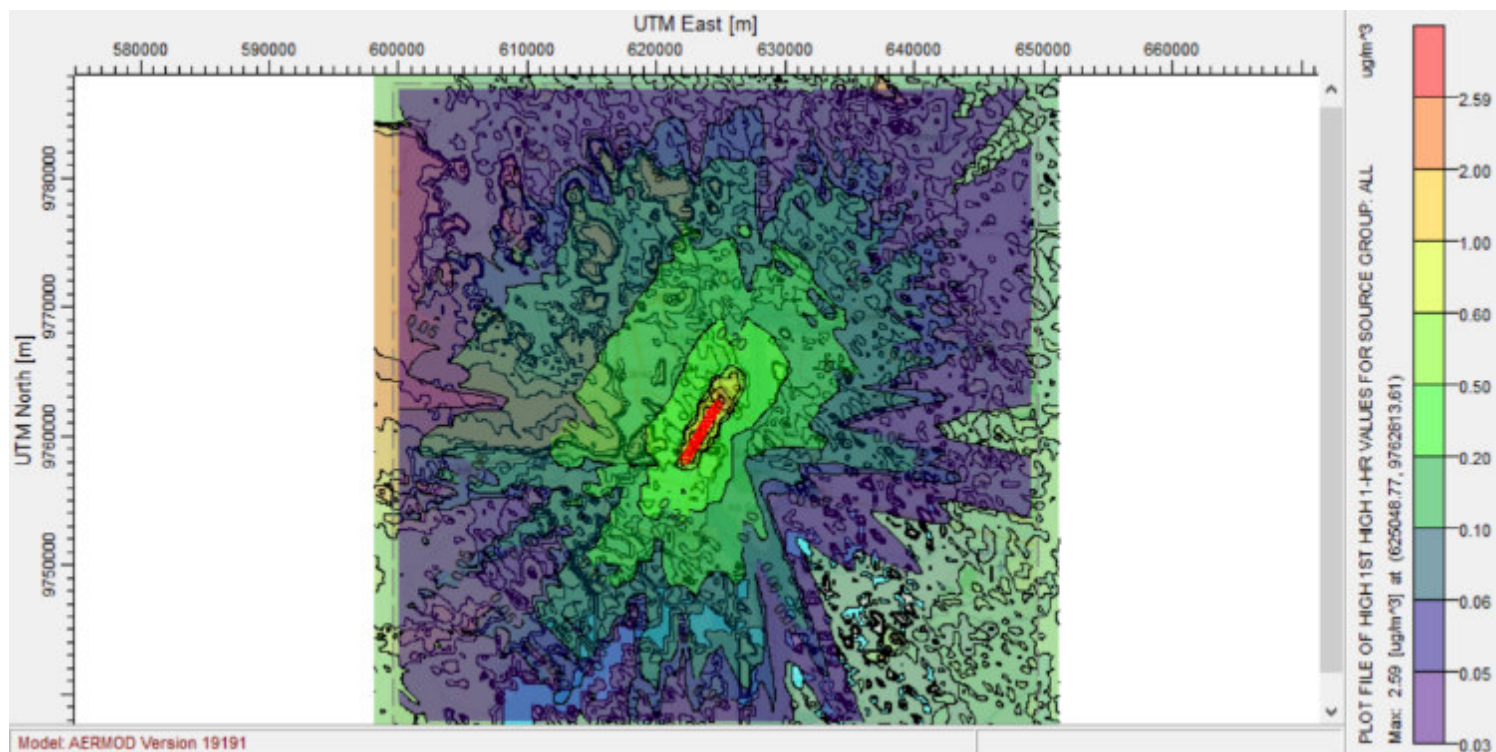 UTM East [m]
580000 590000 600000 610000 620000 630000 640000 650000 660000
UTM North [m]
9780000
9770000
9760000
9750000
0.05
PLOT FILE OF HIGH 1ST HIGH 1-HR VALUES FOR SOURCE GROUP: ALL
ug/m^3
Max: 2.59 [ug/m^3] at (625048.77, 9762813.61)
2.59
2.00
1.00
0.60
0.50
0.20
0.10
0.06
0.05
0.03
Model: AERMOD Version 19191